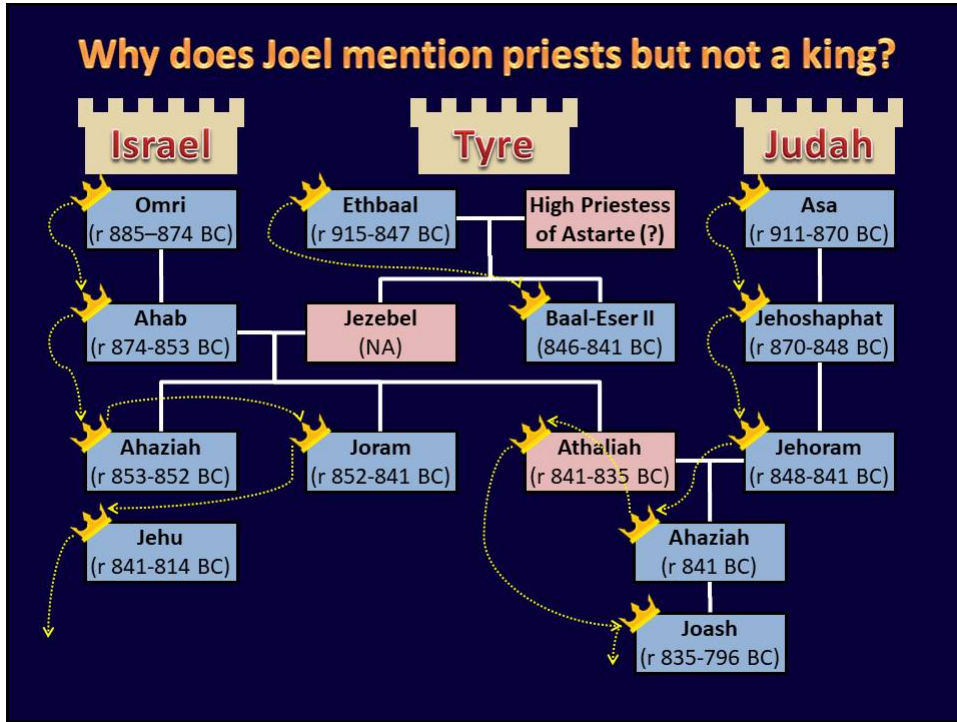 Why does Joel mention priests but not a king?
Israel
Tyre
Judah
Omri
(r 885–874 BC)
Ethbaal
(r 915-847 BC)
High Priestess
of Astarte (?)
Asa
(r 911-870 BC)
Ahab
(r 874-853 BC)
Jezebel
(NA)
Baal-Eser II
(846-841 BC)
Jehoshaphat
(r 870-848 BC)
Ahaziah
(r 853-852 BC)
Joram
(r 852-841 BC)
Athaliah
(r 841-835 BC)
Jehoram
(r 848-841 BC)
Jehu
(r 841-814 BC)
Ahaziah
(r 841 BC)
Joash
(r 835-796 BC)